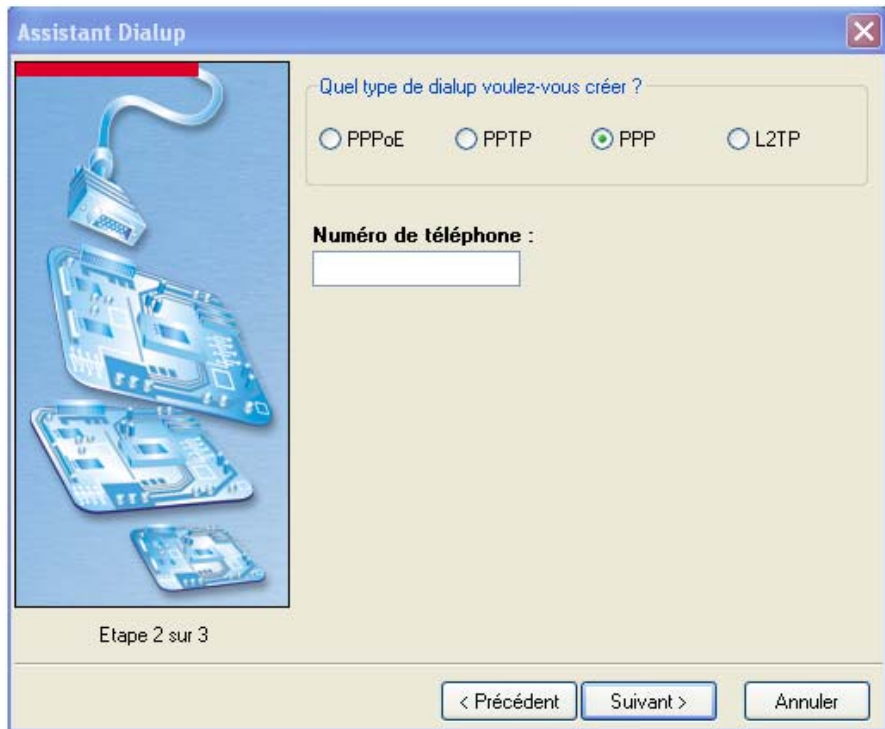 Assistant Dialup
Quel type de dialup voulez-vous créer ?
PPPoE PPTP PPP L2TP
Numéro de téléphone :
Etape 2 sur 3
< Précédent Suivant > Annuler